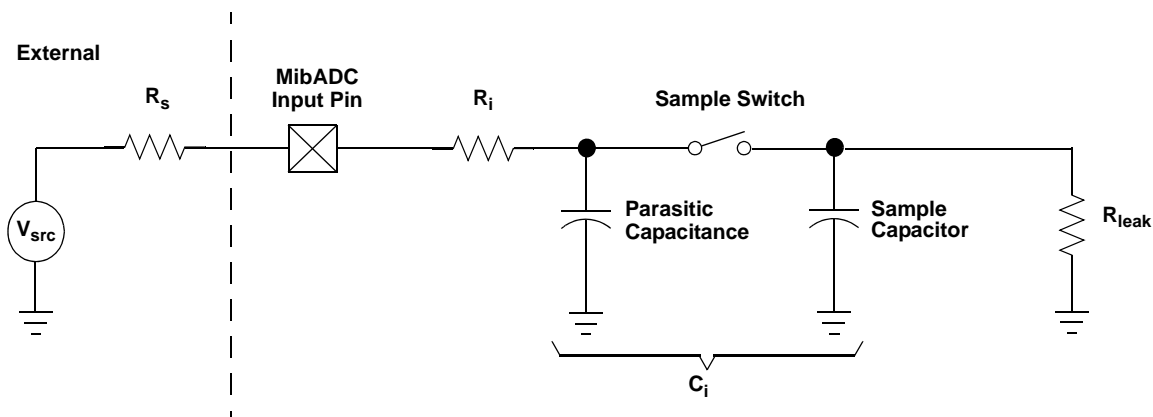 External
MibADC
Input Pin
Rs
Ri
Sample Switch
Vsrc
Parasitic
Capacitance
Sample
Capacitor
Rleak
Ci